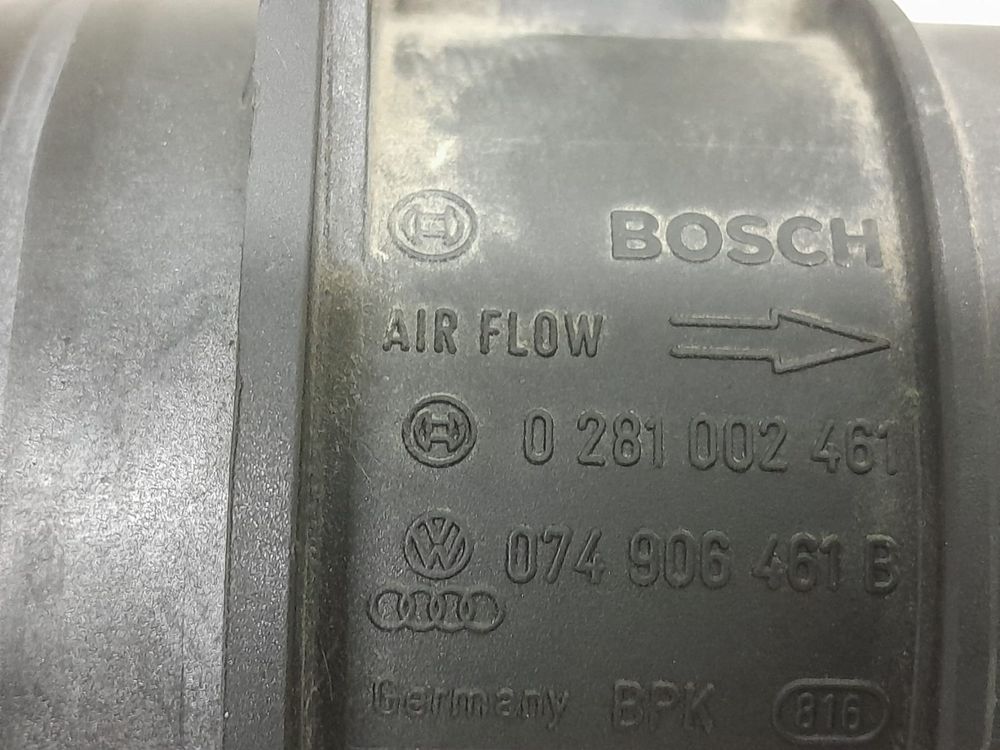 BOSCH
AIR FLOW
0 281 002 461
074 906 461 B
Germany BPK 816